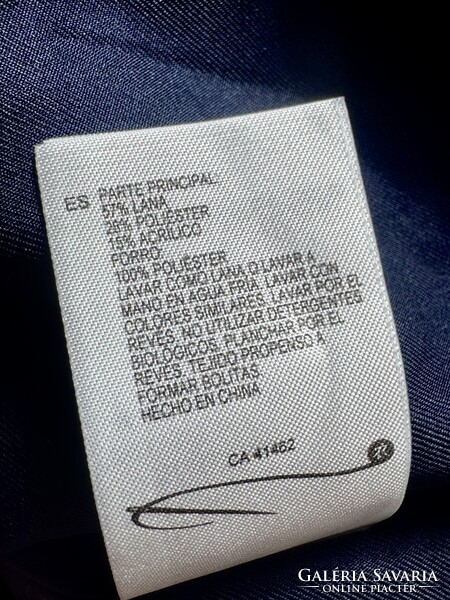 ES PARTE PRINCIPAL
57% LANA
28% POLIÉSTER
15% ACRÍLICO
FORRO
100% POLIÉSTER
LAVAR COMO LANA O LAVAR A
MANO EN AGUA FRÍA. LAVAR CON
COLORES SIMILARES. LAVAR POR EL
REVÉS. NO UTILIZAR DETERGENTES
BIOLÓGICOS. PLANCHAR POR EL
REVÉS. TEJIDO PROPENSO A
FORMAR BOLITAS
HECHO EN CHINA
CA 41462
GALÉRIA SAVARIA
ONLINE PIACTÉR